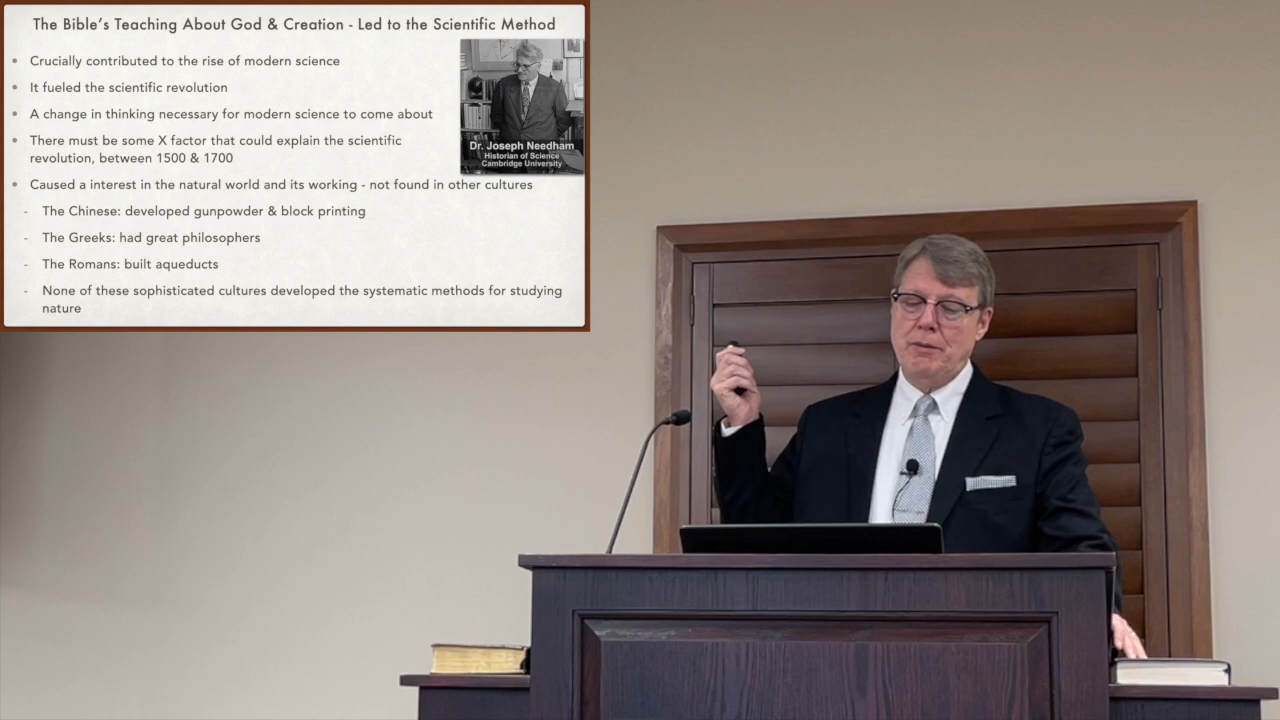 The Bible's Teaching About God & Creation - Led to the Scientific Method
• Crucially contributed to the rise of modern science
• It fueled the scientific revolution
• A change in thinking necessary for modern science to come about
• There must be some X factor that could explain the scientific
revolution, between 1500 & 1700
• Caused a interest in the natural world and its working - not found in other cultures
- The Chinese: developed gunpowder & block printing
- The Greeks: had great philosophers
- The Romans: built aqueducts
- None of these sophisticated cultures developed the systematic methods for studying
nature
Dr. Joseph Needham
Historian of Science
Cambridge University